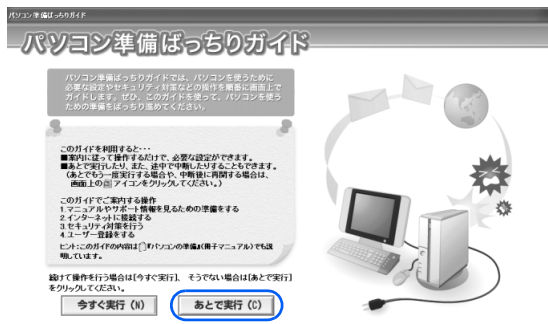 パソコン準備ばっちりガイド
パソコン準備ばっちりガイド
パソコン準備ばっちりガイドでは、パソコンを使うために
必要な設定やセキュリティ対策などの操作を順番に画面上で
ガイドします。ぜひ、このガイドを使って、パソコンを使う
ための準備をばっちり進めてください。
このガイドを利用すると・・・
■案内に従って操作するだけで、必要な設定ができます。
■あとで実行したり、また、途中で中断したりすることもできます。
(あとでもう一度実行する場合や、中断後に再開する場合は、
画面上の アイコンをクリックしてください。)
このガイドでご案内する操作
1.マニュアルやサポート情報を見るための準備をする
2.インターネットに接続する
3.セキュリティ対策を行う
4.ユーザー登録をする
ヒント:このガイドの内容は『パソコンの準備』(冊子マニュアル)でも説
明しています。
続けて操作を行う場合は[今すぐ実行]、そうでない場合は[あとで実行]
をクリックしてください。
今すぐ実行 (N)
あとで実行 (C)